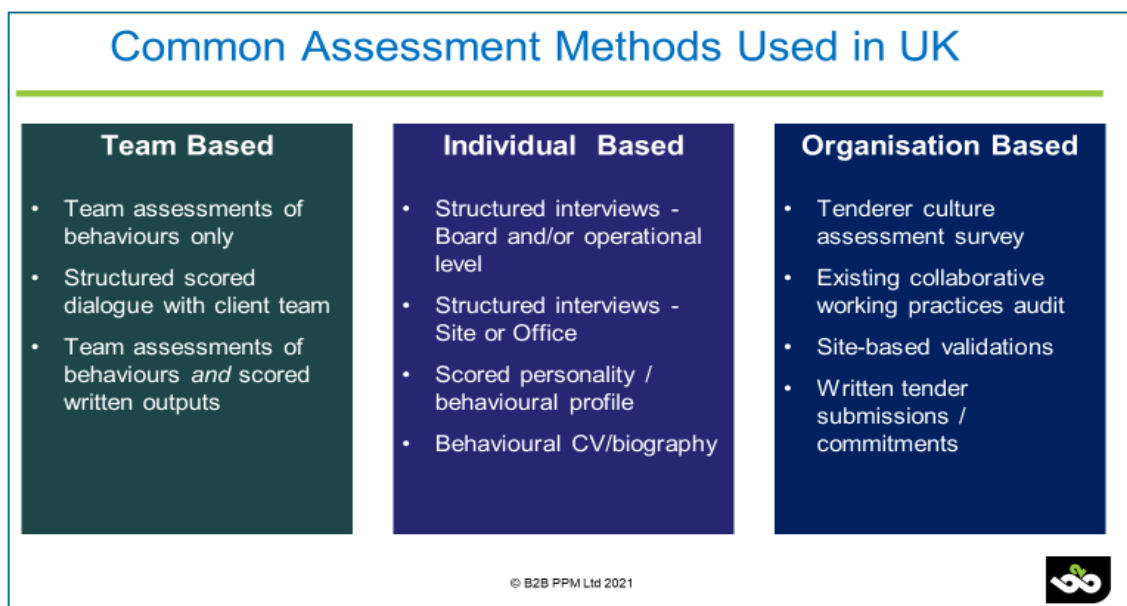 Common Assessment Methods Used in UK
Team Based
• Team assessments of
behaviours only
• Structured scored
dialogue with client team
• Team assessments of
behaviours and scored
written outputs
Individual Based
• Structured interviews -
Board and/or operational
level
• Structured interviews -
Site or Office
• Scored personality /
behavioural profile
• Behavioural CV/biography
Organisation Based
• Tenderer culture
assessment survey
• Existing collaborative
working practices audit
• Site-based validations
• Written tender
submissions /
commitments
© B2B PPM Ltd 2021
b2b